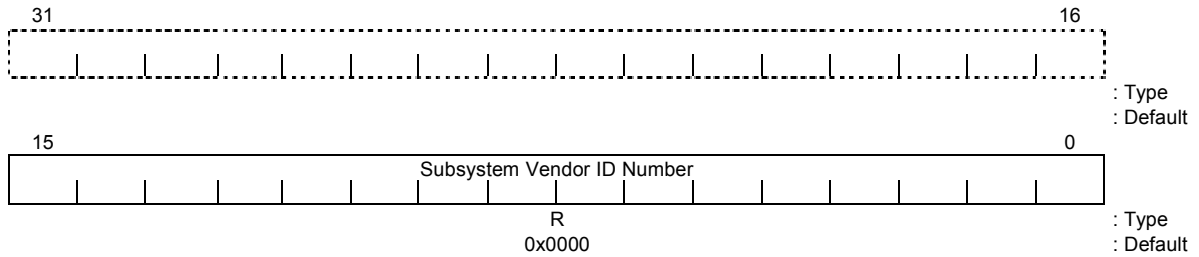 31 16
: Type
: Default
15 0
Subsystem Vendor ID Number
R : Type
0x0000 : Default